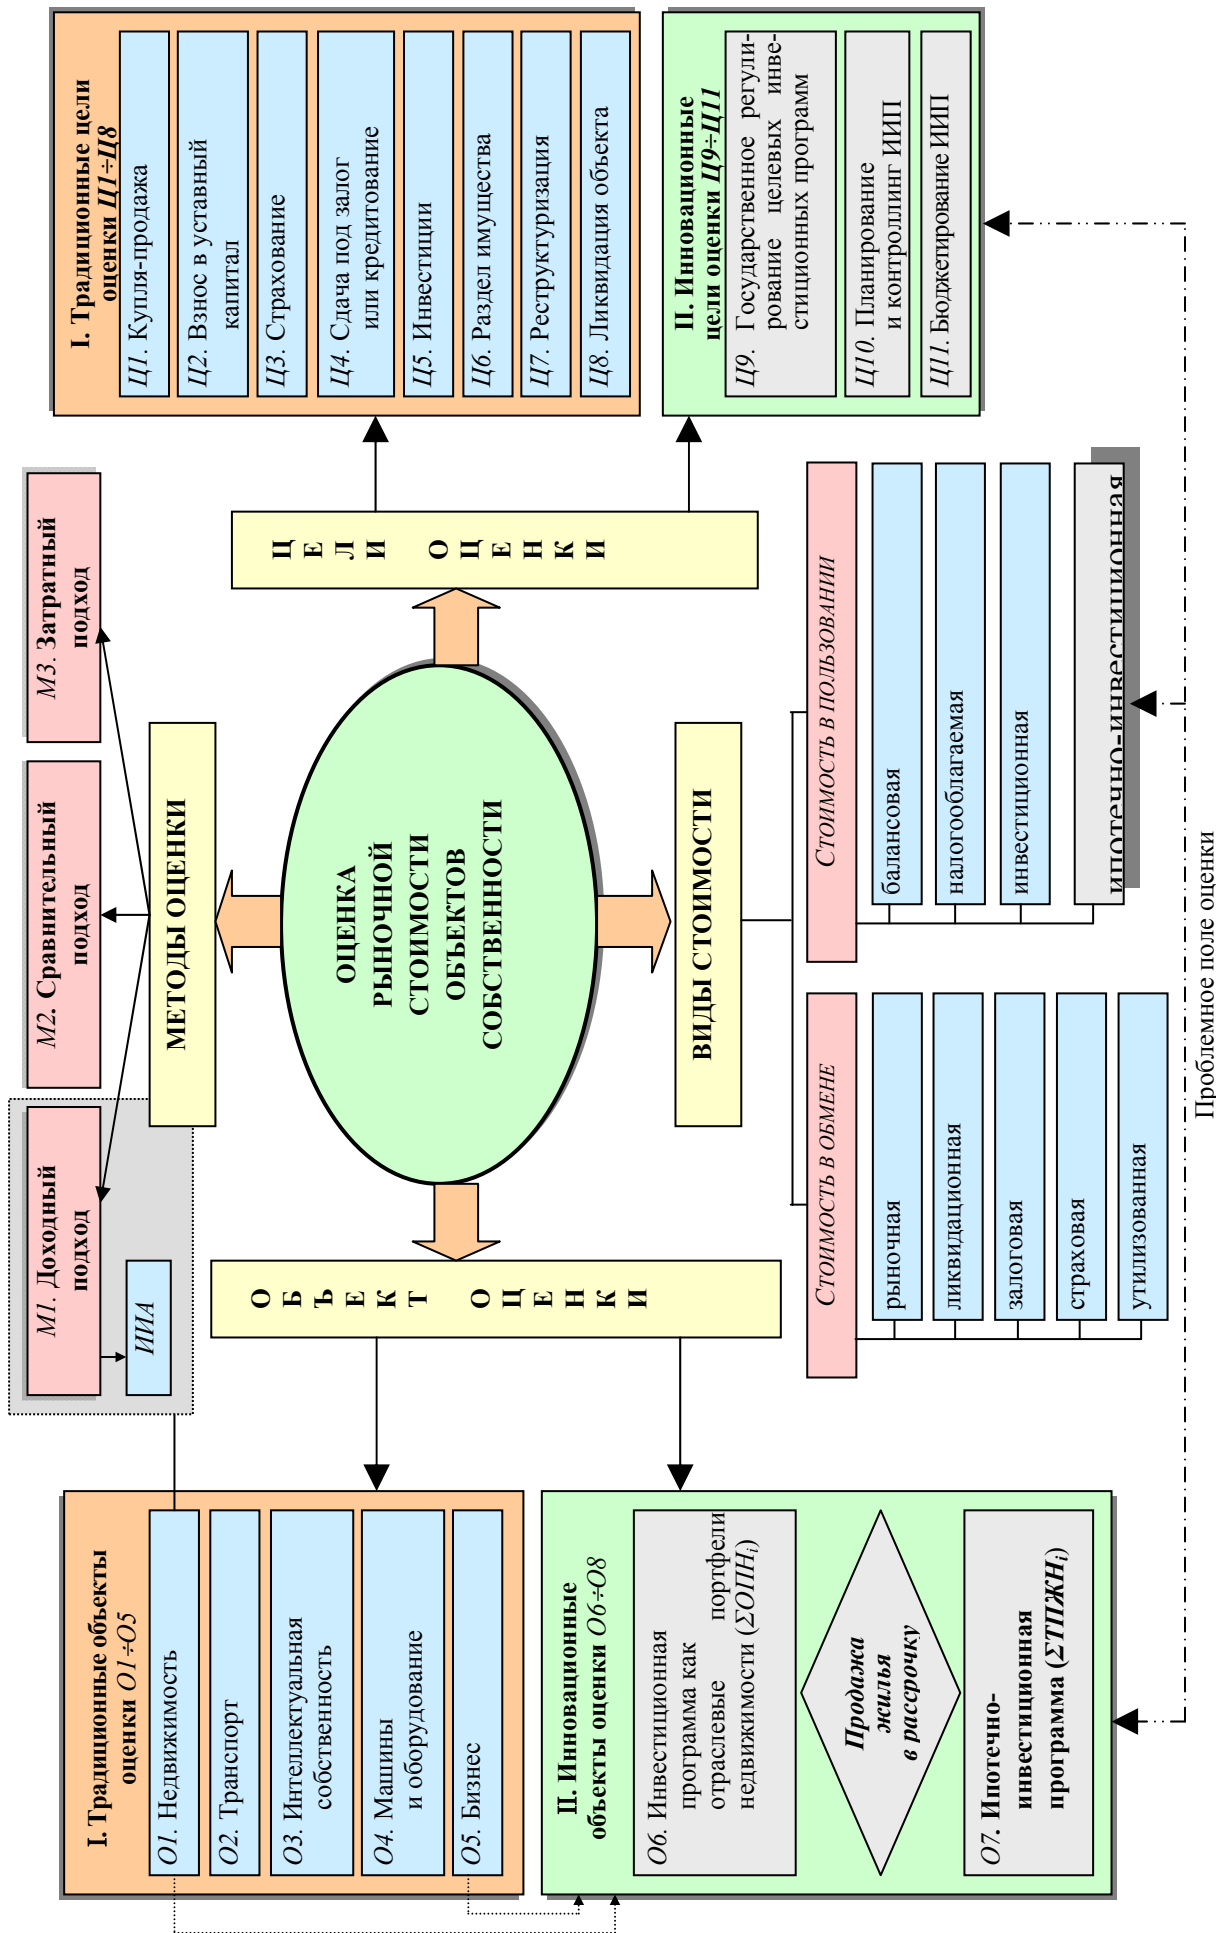 I. Традиционные объекты
оценки О1÷О5
О1. Недвижимость
О2. Транспорт
О3. Интеллектуальная
собственность
О4. Машины
и оборудование
О5. Бизнес
II. Инновационные
объекты оценки О6÷О8
О6. Инвестиционная
программа как
отраслевые портфели
недвижимости (ΣОПНi)
Продажа
жилья
в рассрочку
О7. Ипотечно-
инвестиционная
программа (ΣТПЖНi)
М1. Доходный
подход
ИИА
М2. Сравнительный
подход
М3. Затратный
подход
МЕТОДЫ ОЦЕНКИ
ОБЪЕКТ ОЦЕНКИ
ОЦЕНКА
РЫНОЧНОЙ
СТОИМОСТИ
ОБЪЕКТОВ
СОБСТВЕННОСТИ
ЦЕЛИ ОЦЕНКИ
ВИДЫ СТОИМОСТИ
СТОИМОСТЬ В ОБМЕНЕ
рыночная
ликвидационная
залоговая
страховая
утилизованная
СТОИМОСТЬ В ПОЛЬЗОВАНИИ
балансовая
налогооблагаемая
инвестиционная
ипотечно-инвестиционная
I. Традиционные цели
оценки Ц1÷Ц8
Ц1. Купля-продажа
Ц2. Взнос в уставный
капитал
Ц3. Страхование
Ц4. Сдача под залог
или кредитование
Ц5. Инвестиции
Ц6. Раздел имущества
Ц7. Реструктуризация
Ц8. Ликвидация объекта
II. Инновационные
цели оценки Ц9÷Ц11
Ц9. Государственное регули-
рование целевых инве-
стиционных программ
Ц10. Планирование
и контроллинг ИИП
Ц11. Бюджетирование ИИП
Проблемное поле оценки